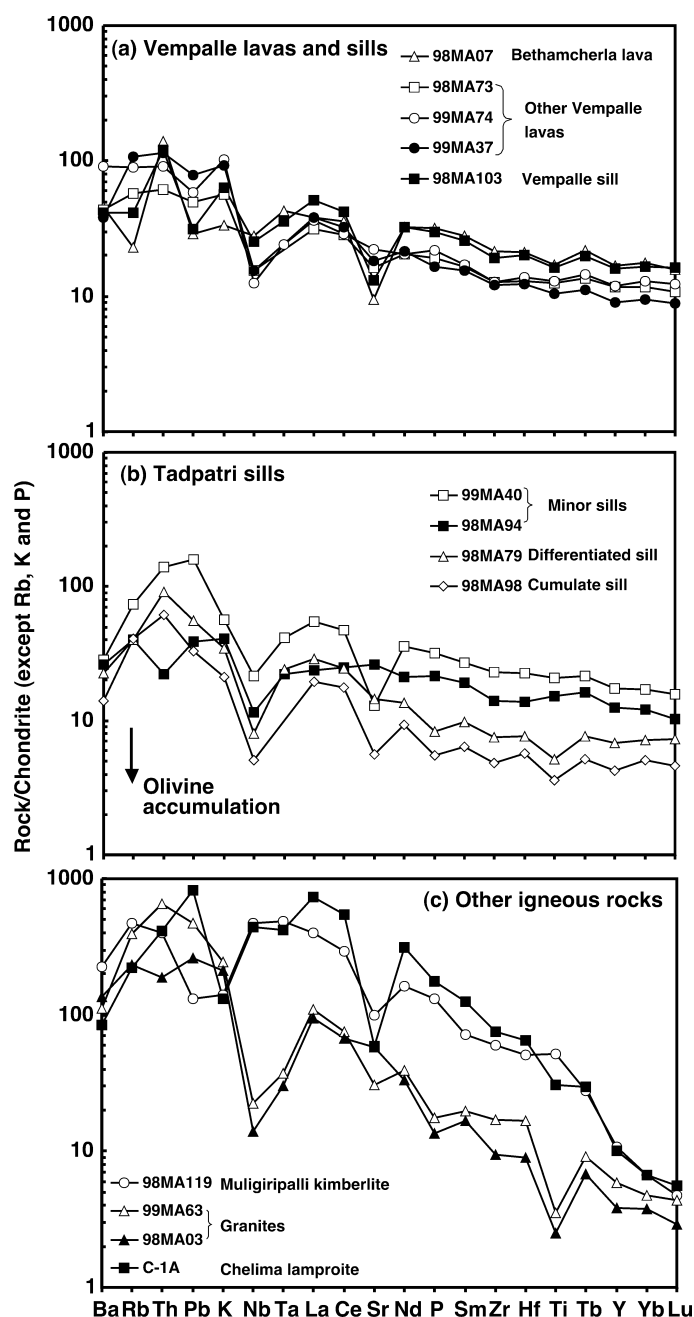 Rock/Chondrite (except Rb, K and P)
1000
100
10
1
(a) Vempalle lavas and sills
98MA07 Bethamcherla lava
98MA73
99MA74
99MA37
Other Vempalle
lavas
98MA103 Vempalle sill
1000
100
10
1
(b) Tadpatri sills
99MA40
98MA94
Minor sills
98MA79 Differentiated sill
98MA98 Cumulate sill
Olivine
accumulation
1000
100
10
1
(c) Other igneous rocks
98MA119 Muligiripalli kimberlite
99MA63
98MA03
Granites
C-1A Chelima lamproite
Ba Rb Th Pb K Nb Ta La Ce Sr Nd P Sm Zr Hf Ti Tb Y Yb Lu